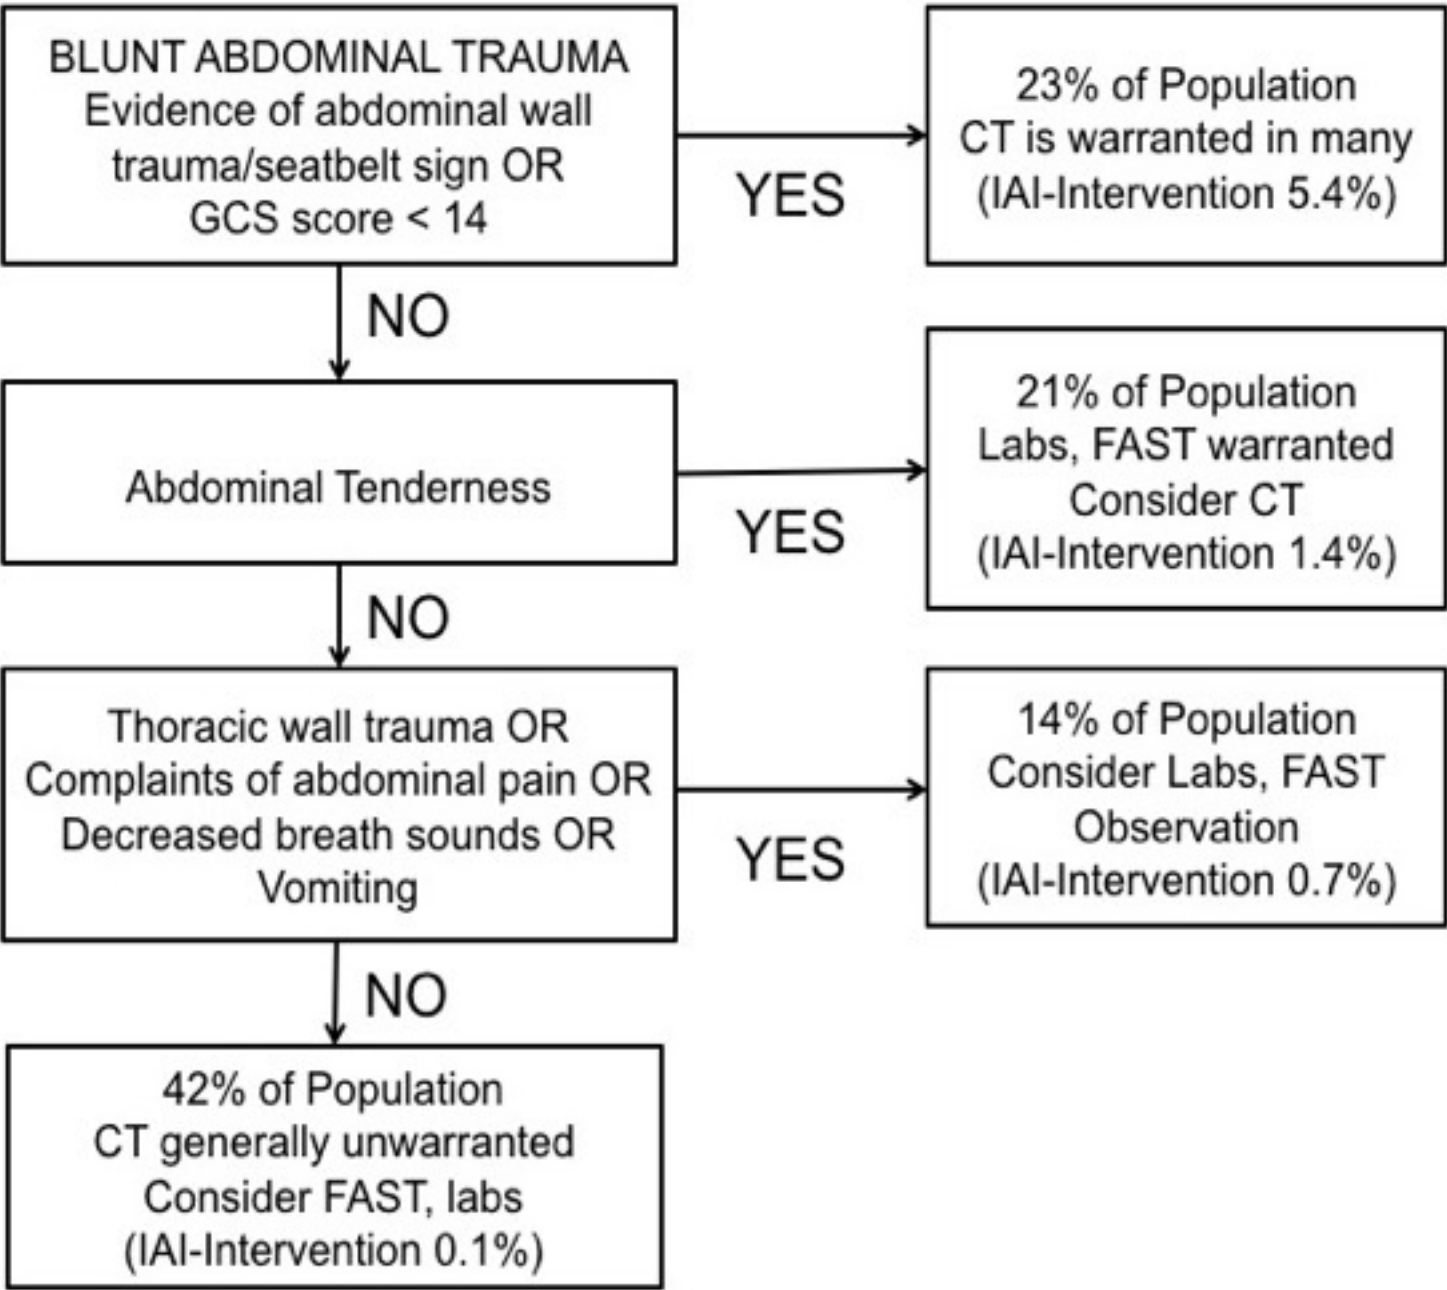 BLUNT ABDOMINAL TRAUMA
Evidence of abdominal wall
trauma/seatbelt sign OR
GCS score < 14
YES
23% of Population
CT is warranted in many
(IAI-Intervention 5.4%)
NO
Abdominal Tenderness
YES
21% of Population
Labs, FAST warranted
Consider CT
(IAI-Intervention 1.4%)
NO
Thoracic wall trauma OR
Complaints of abdominal pain OR
Decreased breath sounds OR
Vomiting
YES
14% of Population
Consider Labs, FAST
Observation
(IAI-Intervention 0.7%)
NO
42% of Population
CT generally unwarranted
Consider FAST, labs
(IAI-Intervention 0.1%)